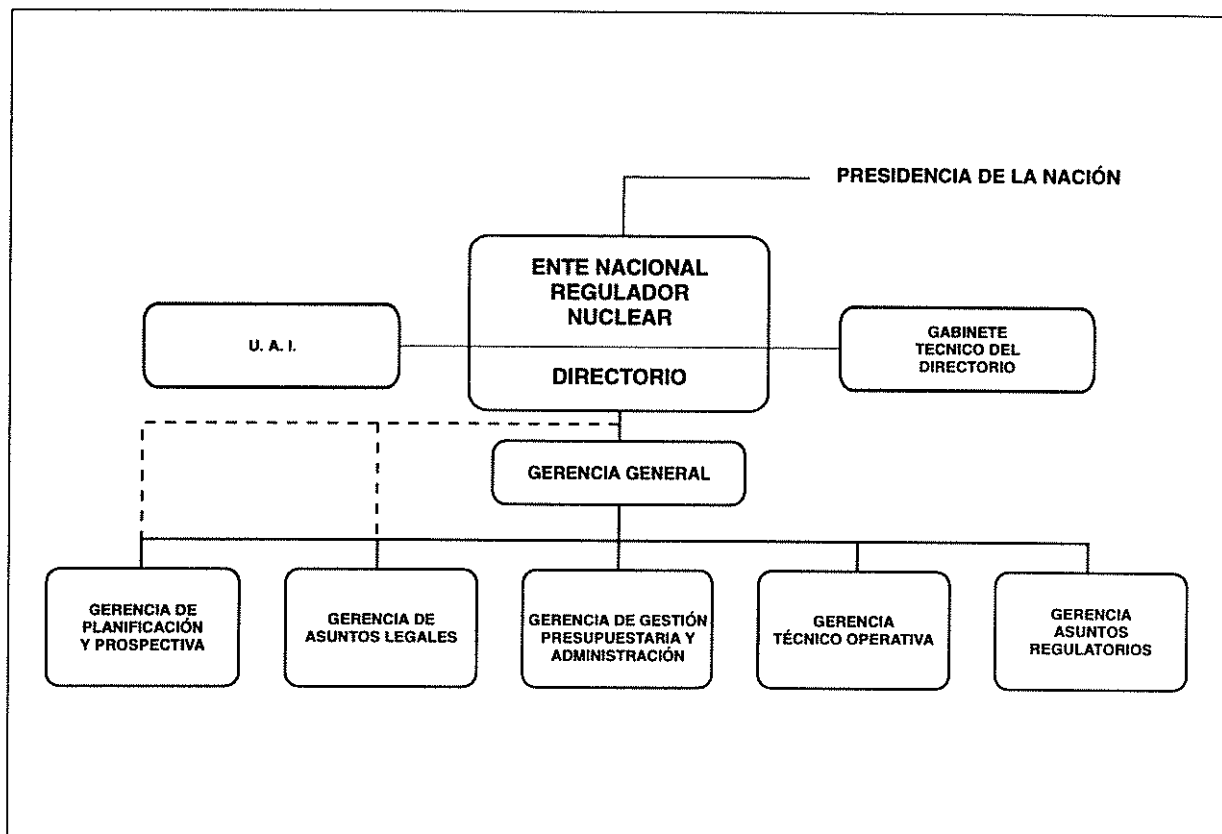 PRESIDENCIA DE LA NACIÓN
ENTE NACIONAL
REGULADOR
NUCLEAR
DIRECTORIO
U. A. I.
GABINETE
TECNICO DEL
DIRECTORIO
GERENCIA GENERAL
GERENCIA DE
PLANIFICACIÓN
Y PROSPECTIVA
GERENCIA DE
ASUNTOS LEGALES
GERENCIA DE GESTIÓN
PRESUPUESTARIA Y
ADMINISTRACIÓN
GERENCIA
TÉCNICO OPERATIVA
GERENCIA
ASUNTOS
REGULATORIOS